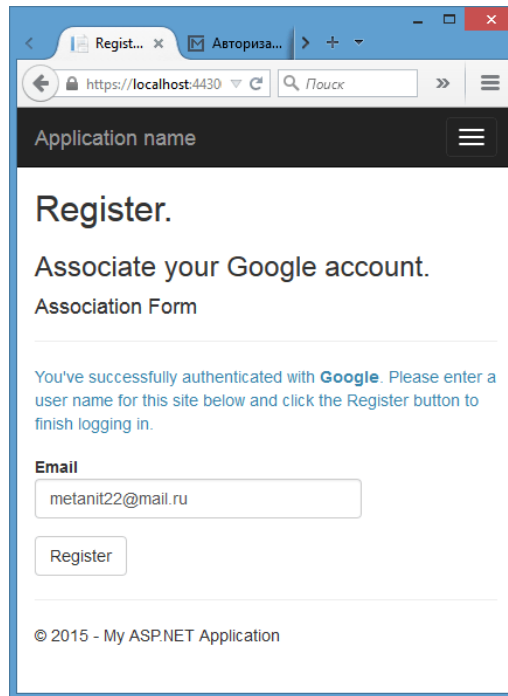 Regist...
Авториза...
https://localhost:4430
Поиск
Application name
Register.
Associate your Google account.
Association Form
You've successfully authenticated with Google. Please enter a
user name for this site below and click the Register button to
finish logging in.
Email
metanit22@mail.ru
Register
© 2015 - My ASP.NET Application